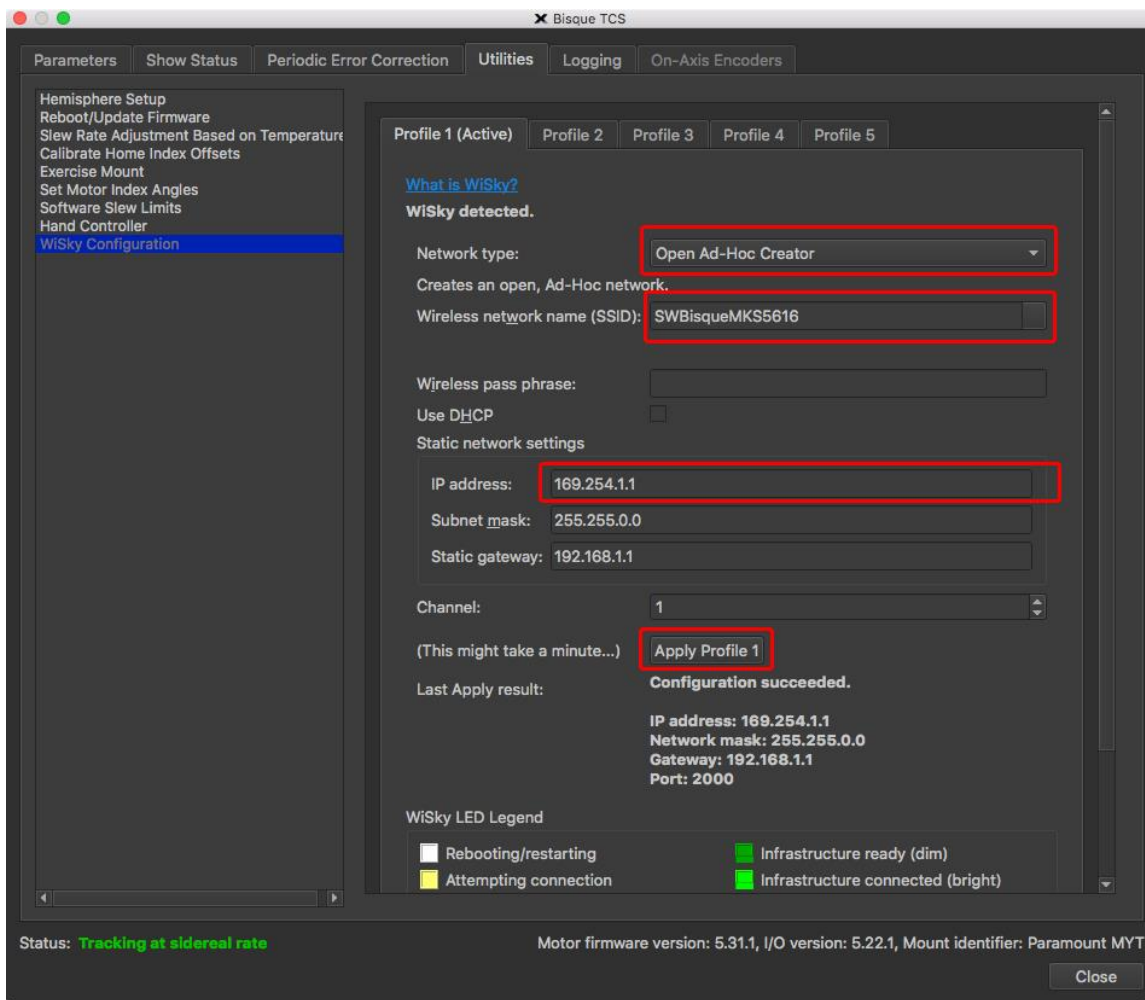 Bisque TCS
Parameters Show Status Periodic Error Correction Utilities Logging On-Axis Encoders
Hemisphere Setup
Reboot/Update Firmware
Slew Rate Adjustment Based on Temperature
Calibrate Home Index Offsets
Exercise Mount
Set Motor Index Angles
Software Slew Limits
Hand Controller
WiSky Configuration
Profile 1 (Active) Profile 2 Profile 3 Profile 4 Profile 5
What is WiSky?
WiSky detected.
Network type: Open Ad-Hoc Creator
Creates an open, Ad-Hoc network.
Wireless network name (SSID): SWBisqueMKS5616
Wireless pass phrase:
Use DHCP
Static network settings
IP address: 169.254.1.1
Subnet mask: 255.255.0.0
Static gateway: 192.168.1.1
Channel: 1
(This might take a minute...) Apply Profile 1
Last Apply result: Configuration succeeded.
IP address: 169.254.1.1
Network mask: 255.255.0.0
Gateway: 192.168.1.1
Port: 2000
WiSky LED Legend
Rebooting/restarting Infrastructure ready (dim)
Attempting connection Infrastructure connected (bright)
Status: Tracking at sidereal rate Motor firmware version: 5.31.1, I/O version: 5.22.1, Mount identifier: Paramount MYT
Close